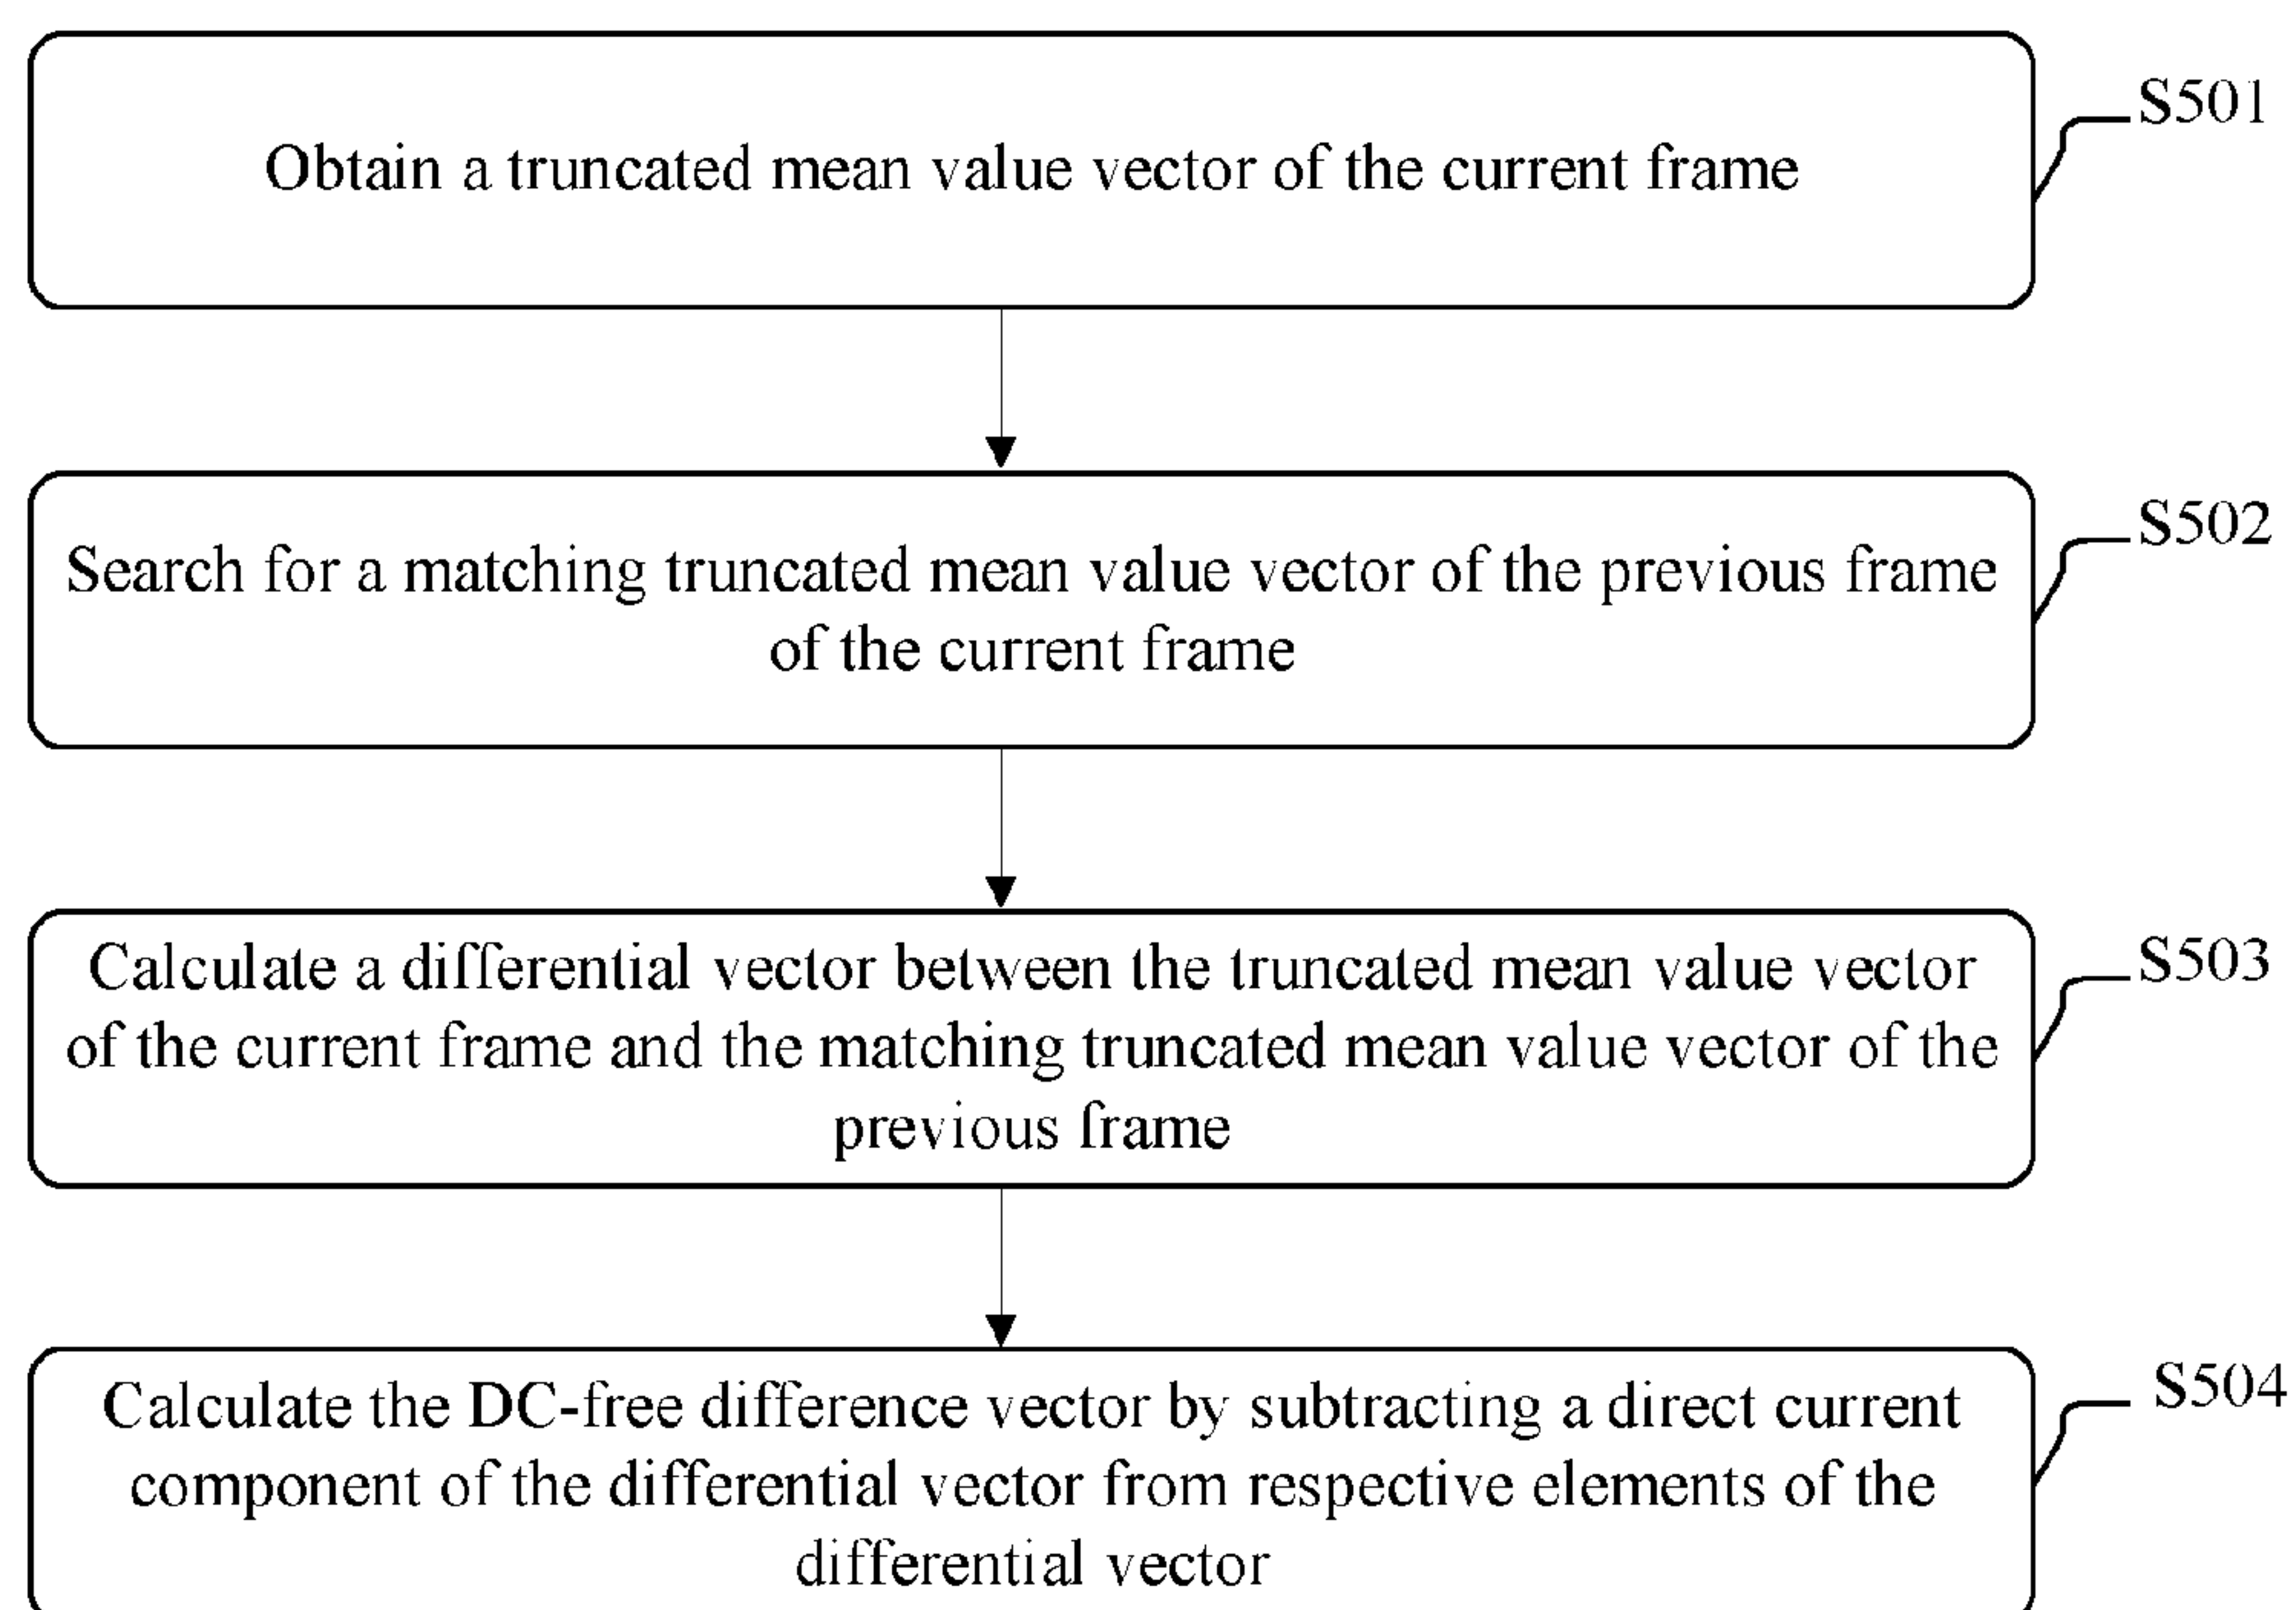 Obtain a truncated mean value vector of the current frame
S501
Search for a matching truncated mean value vector of the previous frame
of the current frame
S502
Calculate a differential vector between the truncated mean value vector
of the current frame and the matching truncated mean value vector of the
previous frame
S503
Calculate the DC-free difference vector by subtracting a direct current
component of the differential vector from respective elements of the
differential vector
S504